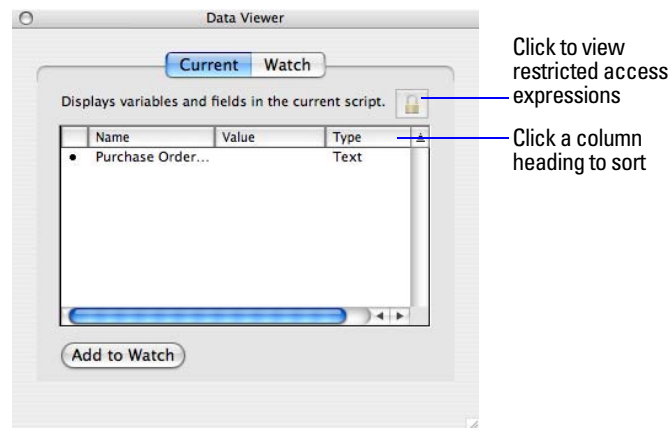 Data Viewer
Current Watch
Displays variables and fields in the current script.
Name Value Type
Purchase Order... Text
Add to Watch
Click to view
restricted access
expressions
Click a column
heading to sort